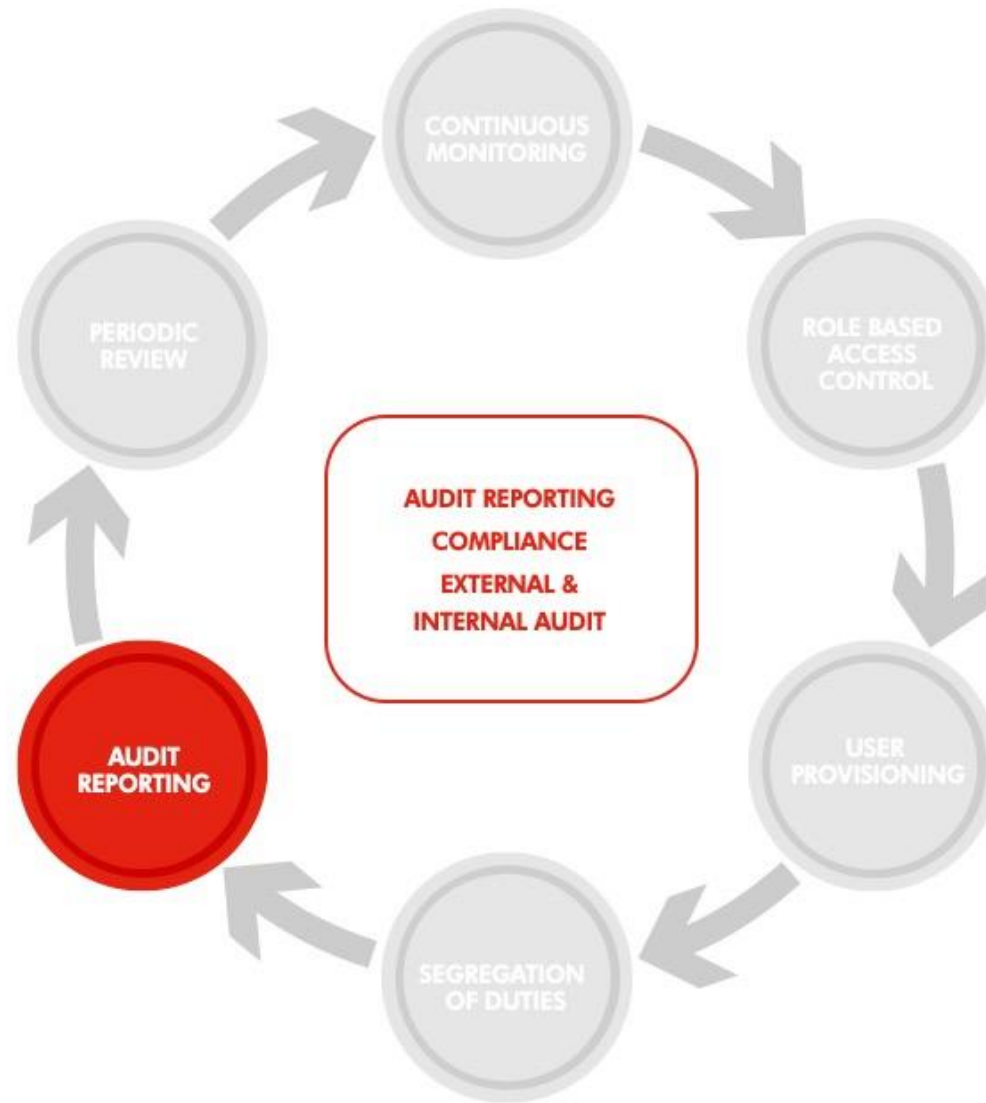 CONTINUOUS
MONITORING
PERIODIC
REVIEW
ROLE BASED
ACCESS
CONTROL
AUDIT REPORTING
COMPLIANCE
EXTERNAL &
INTERNAL AUDIT
AUDIT
REPORTING
USER
PROVISIONING
SEGREGATION
OF DUTIES